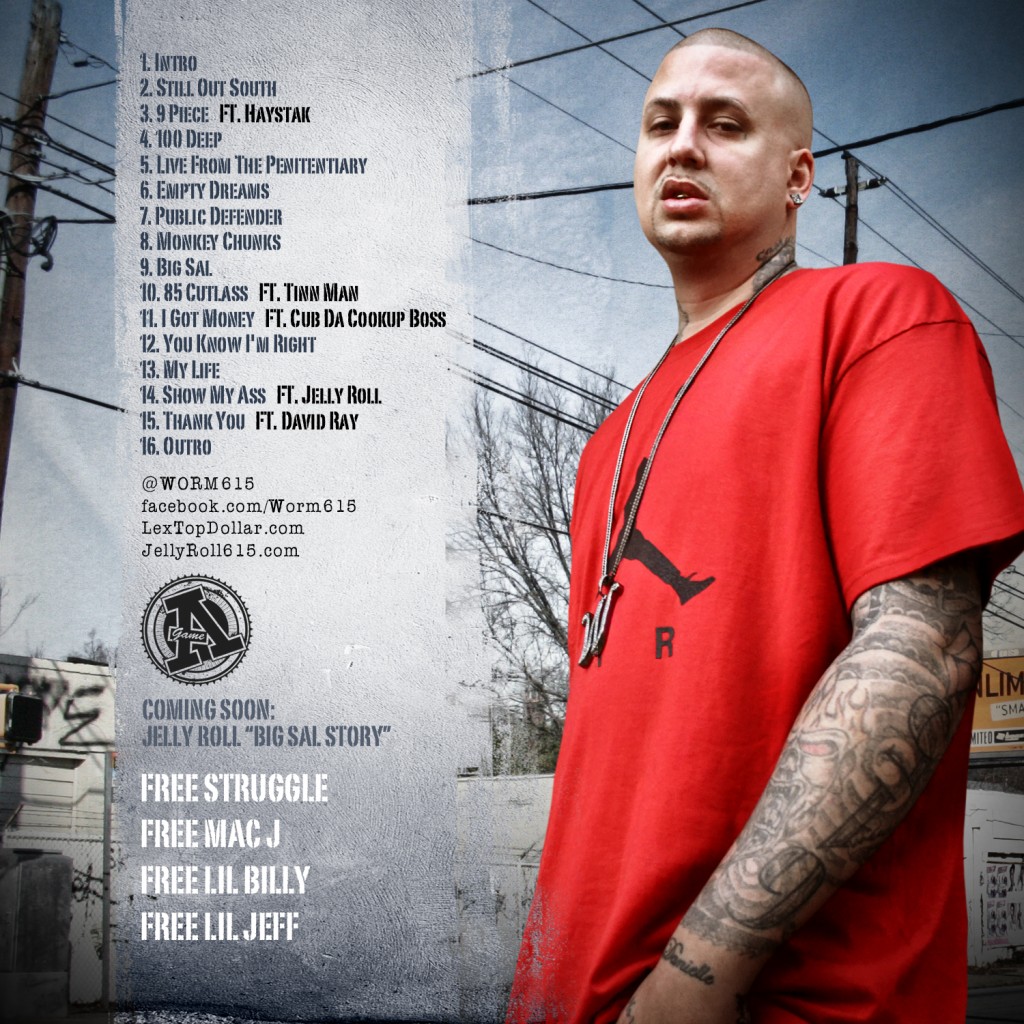 1. Intro
2. Still Out South
3. 9 Piece FT. Haystak
4. 100 Deep
5. Live From The Penitentiary
6. Empty Dreams
7. Public Defender
8. Monkey Chunks
9. Big Sal
10. 85 Cutlass FT. Tinn Man
11. I Got Money FT. Cub Da Cookup Boss
12. You Know I'm Right
13. My Life
14. Show My Ass FT. Jelly Roll
15. Thank You FT. David Ray
16. Outro
@WORM615
facebook.com/Worm615
LexTopDollar.com
JellyRoll615.com
A
Game
COMING SOON:
JELLY ROLL "BIG SAL STORY"
FREE STRUGGLE
FREE MAC J
FREE LIL BILLY
FREE LIL JEFF
R
W
Danielle
NLIM
"SMA
MITED